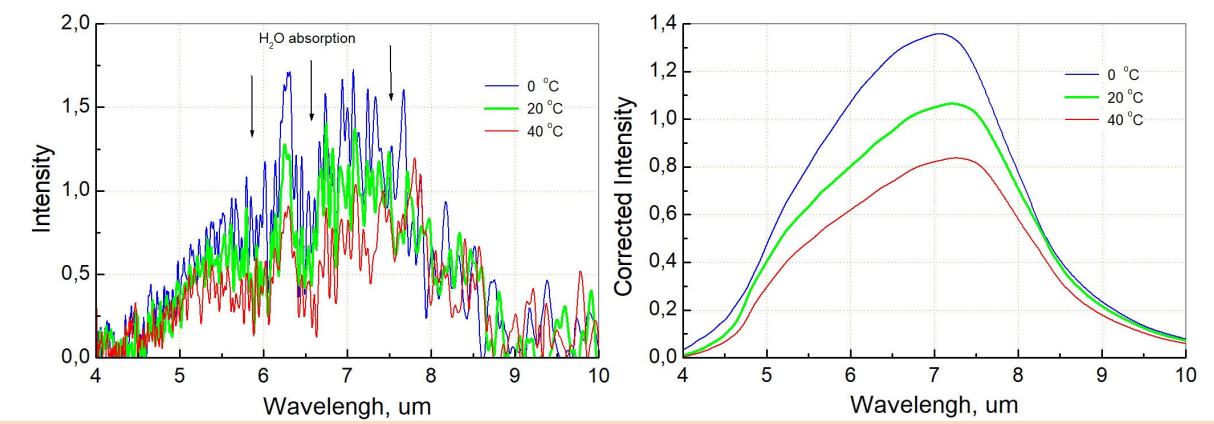 2,0
1,5
1,0
0,5
0,0
Intensity
H2O absorption
0 °C
20 °C
40 °C
4 5 6 7 8 9 10
Wavelengh, um
1,4
1,2
1,0
0,8
0,6
0,4
0,2
0,0
Corrected Intensity
0 °C
20 °C
40 °C
4 5 6 7 8 9 10
Wavelengh, um